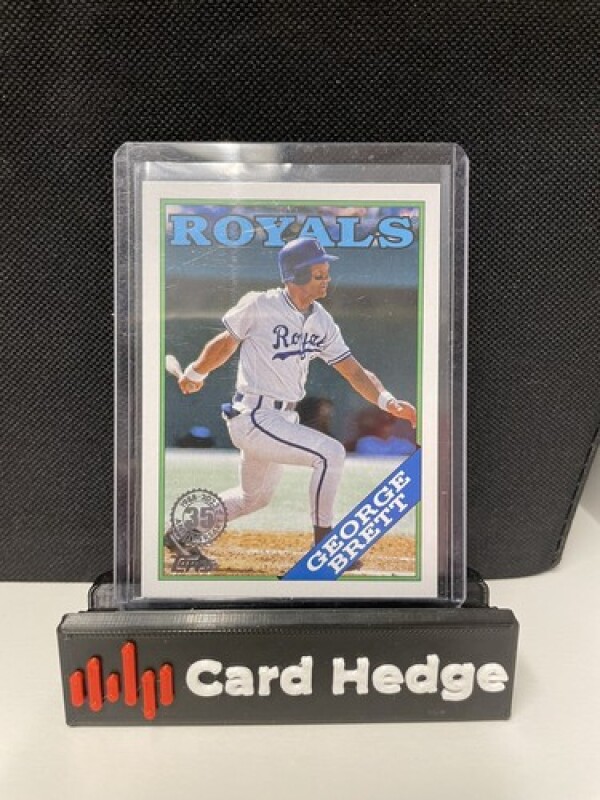 ROYALS
Royals
35
Topps
GEORGE
BRETT
Card Hedge